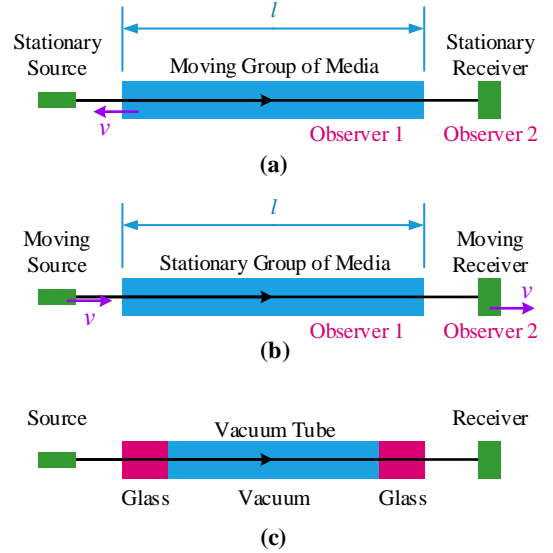 l
Stationary Source
Moving Group of Media
Stationary Receiver
v
Observer 1
Observer 2
(a)
l
Moving Source
Stationary Group of Media
Moving Receiver
v
v
Observer 1
Observer 2
(b)
Source
Vacuum Tube
Receiver
Glass
Vacuum
Glass
(c)